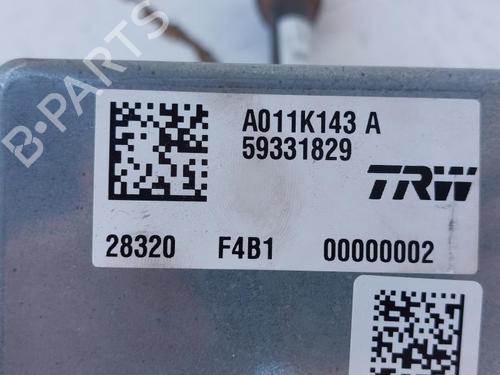 B-PARTS
A011K143 A
59331829
TRW
28320 F4B1 00000002